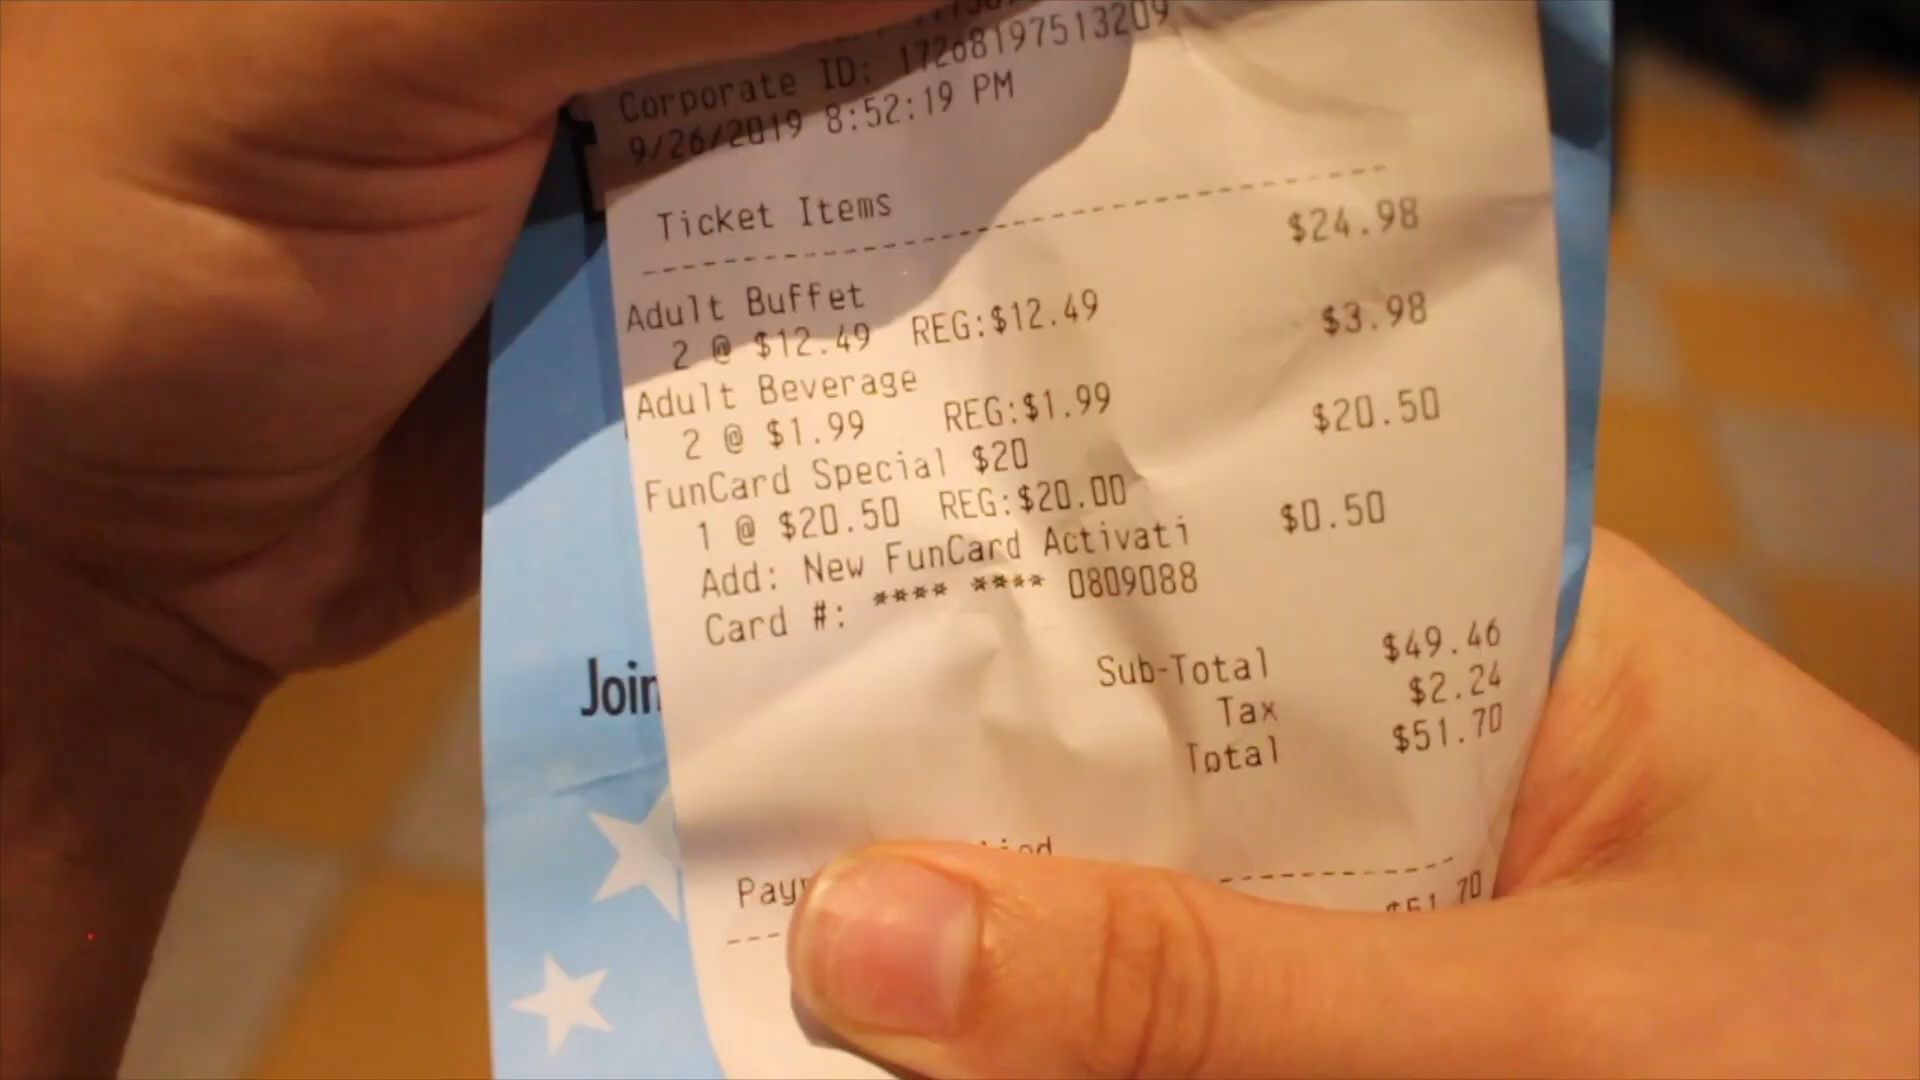 Corporate ID: 17268197513209
9/26/2019 8:52:19 PM
Ticket Items
--------------------------------
Adult Buffet $24.98
2 @ $12.49 REG:$12.49
Adult Beverage $3.98
2 @ $1.99 REG:$1.99
FunCard Special $20 $20.50
1 @ $20.50 REG:$20.00
Add: New FunCard Activati $0.50
Card #: **** **** 0809088
Sub-Total $49.46
Tax $2.24
Total $51.70
$51.70
Join